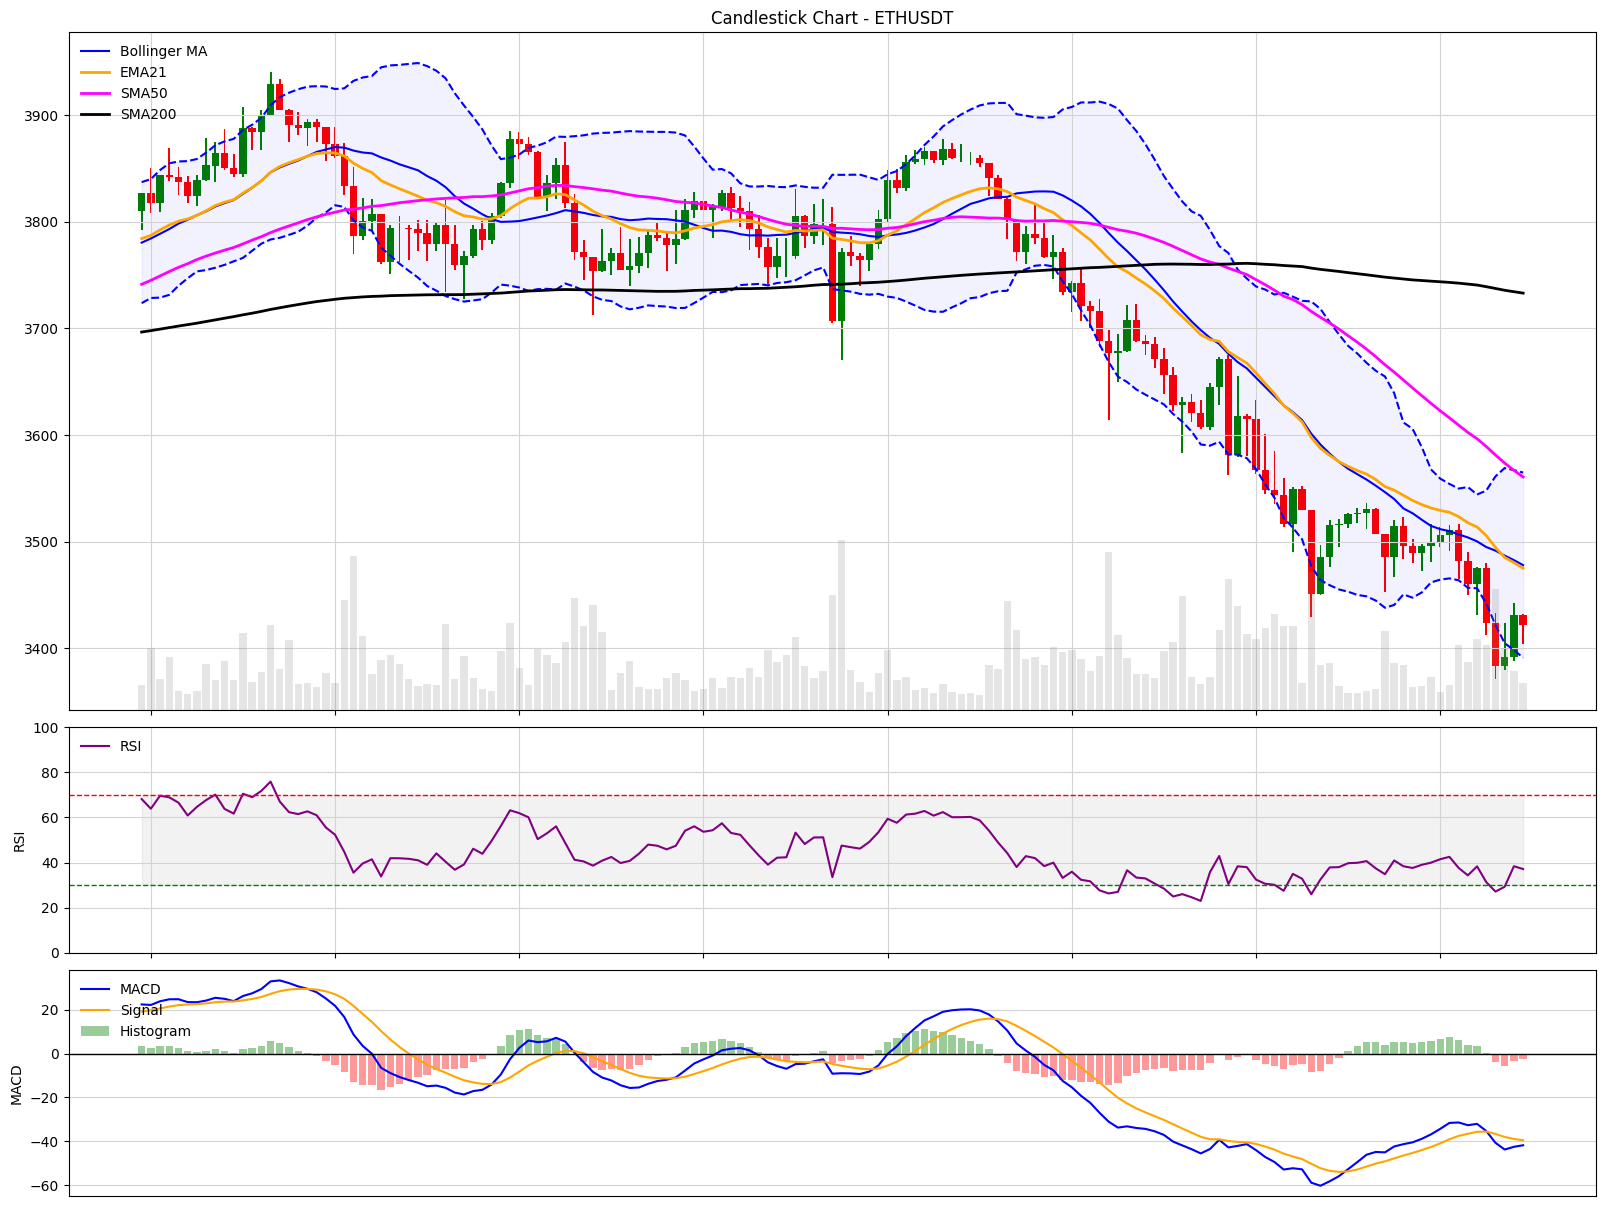 Candlestick Chart - ETHUSDT
Bollinger MA
EMA21
SMA50
SMA200
3900
3800
3700
3600
3500
3400
RSI
100
80
60
40
20
0
RSI
MACD
Signal
Histogram
20
0
−20
−40
−60
MACD